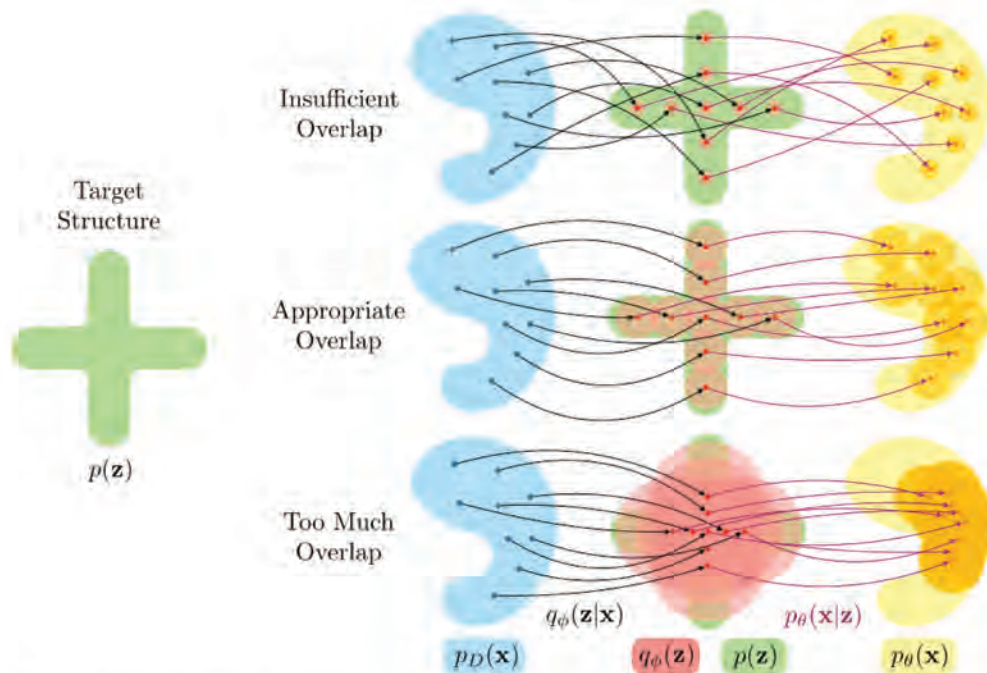 Insufficient
Overlap
Target
Structure
p(z)
Appropriate
Overlap
Too Much
Overlap
qϕ(z|x)
pθ(x|z)
pD(x)
qϕ(z)
p(z)
pθ(x)